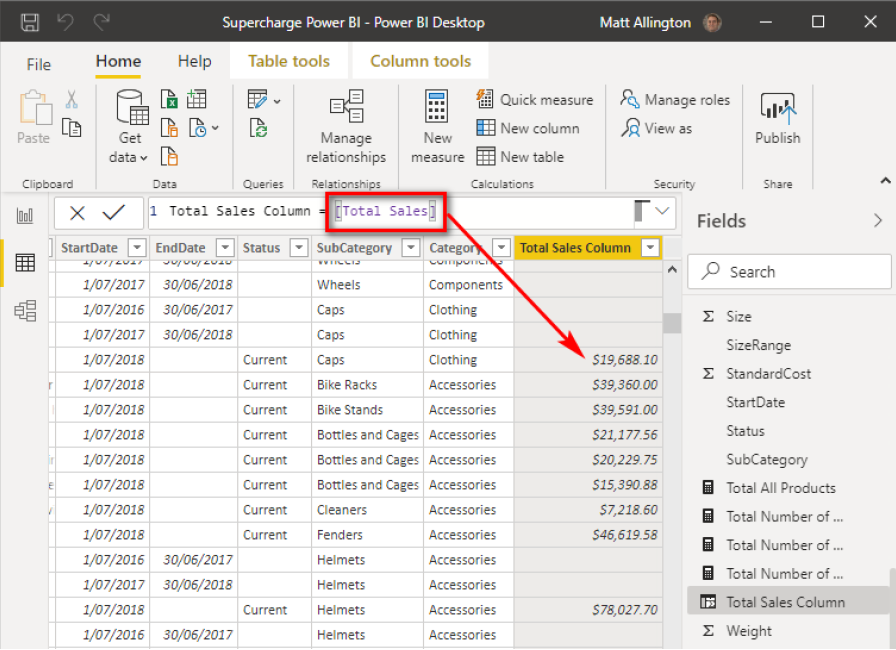 Supercharge Power BI - Power BI Desktop
Matt Allington
File Home Help Table tools Column tools
Paste
Get data
Manage relationships
New measure
Quick measure
New column
New table
Manage roles
View as
Publish
Clipboard Data Queries Relationships Calculations Security Share
1 Total Sales Column = [Total Sales]
StartDate EndDate Status SubCategory Category Total Sales Column
1/07/2017 30/06/2018 Wheels Components
1/07/2017 30/06/2018 Wheels Components
1/07/2016 30/06/2017 Caps Clothing
1/07/2017 30/06/2018 Caps Clothing
1/07/2018 Current Caps Clothing $19,688.10
1/07/2018 Current Bike Racks Accessories $39,360.00
1/07/2018 Current Bike Stands Accessories $39,591.00
1/07/2018 Current Bottles and Cages Accessories $21,177.56
1/07/2018 Current Bottles and Cages Accessories $20,229.75
1/07/2018 Current Bottles and Cages Accessories $15,390.88
1/07/2018 Current Cleaners Accessories $7,218.60
1/07/2018 Current Fenders Accessories $46,619.58
1/07/2016 30/06/2017 Helmets Accessories
1/07/2017 30/06/2018 Helmets Accessories
1/07/2018 Current Helmets Accessories $78,027.70
1/07/2016 30/06/2017 Helmets Accessories
Fields
Search
Size
SizeRange
StandardCost
StartDate
Status
SubCategory
Total All Products
Total Number of ...
Total Number of ...
Total Number of ...
Total Sales Column
Weight